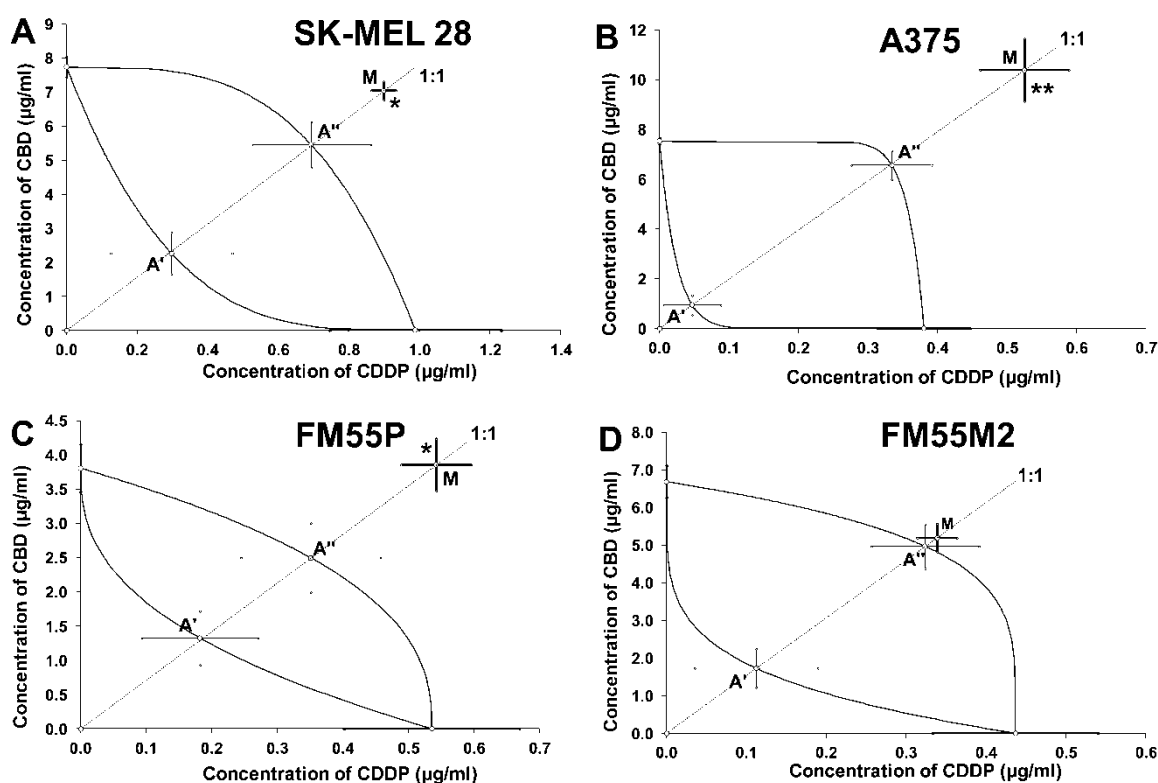 A
SK-MEL 28
9
8
7
6
5
4
3
2
1
0
Concentration of CBD (µg/ml)
M
*
1:1
A"
A'
0.0 0.2 0.4 0.6 0.8 1.0 1.2 1.4
Concentration of CDDP (µg/ml)
B
A375
12
10
8
6
4
2
0
Concentration of CBD (µg/ml)
M
**
1:1
A"
A'
0 0.1 0.2 0.3 0.4 0.5 0.6 0.7
Concentration of CDDP (µg/ml)
C
FM55P
4.5
4.0
3.5
3.0
2.5
2.0
1.5
1.0
0.5
0.0
Concentration of CBD (µg/ml)
*
M
1:1
A"
A'
0.0 0.1 0.2 0.3 0.4 0.5 0.6 0.7
Concentration of CDDP (µg/ml)
D
FM55M2
8.0
7.0
6.0
5.0
4.0
3.0
2.0
1.0
0.0
Concentration of CBD (µg/ml)
1:1
M
A"
A'
0.0 0.1 0.2 0.3 0.4 0.5 0.6
Concentration of CDDP (µg/ml)